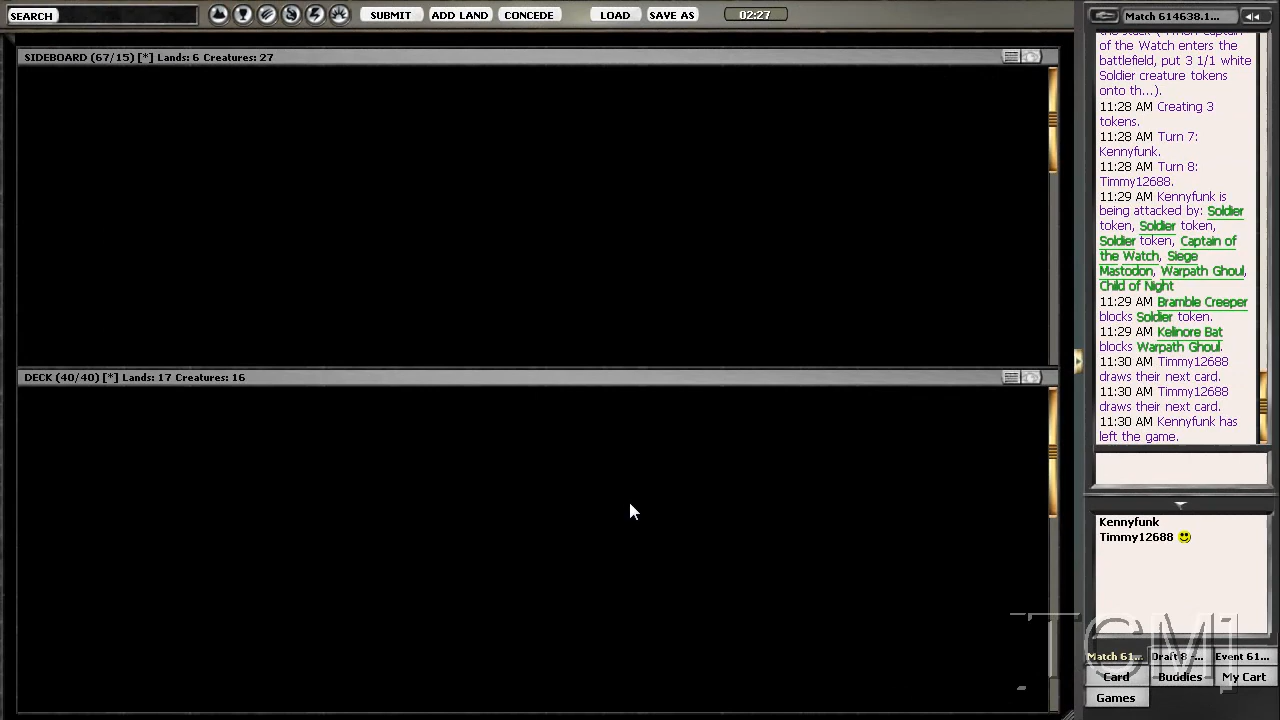 SEARCH
SUBMIT
ADD LAND
CONCEDE
LOAD
SAVE AS
02:27
Match 614638.1...
SIDEBOARD (67/15) [*] Lands: 6 Creatures: 27
DECK (40/40) [*] Lands: 17 Creatures: 16
of the Watch enters the
battlefield, put 3 1/1 white
Soldier creature tokens
onto th...).
11:28 AM Creating 3
tokens.
11:28 AM Turn 7:
Kennyfunk.
11:28 AM Turn 8:
Timmy12688.
11:29 AM Kennyfunk is
being attacked by: Soldier
token, Soldier token,
Soldier token, Captain of
the Watch, Siege
Mastodon, Warpath Ghoul,
Child of Night
11:29 AM Bramble Creeper
blocks Soldier token.
11:29 AM Kelinore Bat
blocks Warpath Ghoul.
11:30 AM Timmy12688
draws their next card.
11:30 AM Timmy12688
draws their next card.
11:30 AM Kennyfunk has
left the game.
Kennyfunk
Timmy12688
Match 61...
Draft 8 -...
Event 61...
Card
Buddies
My Cart
Games